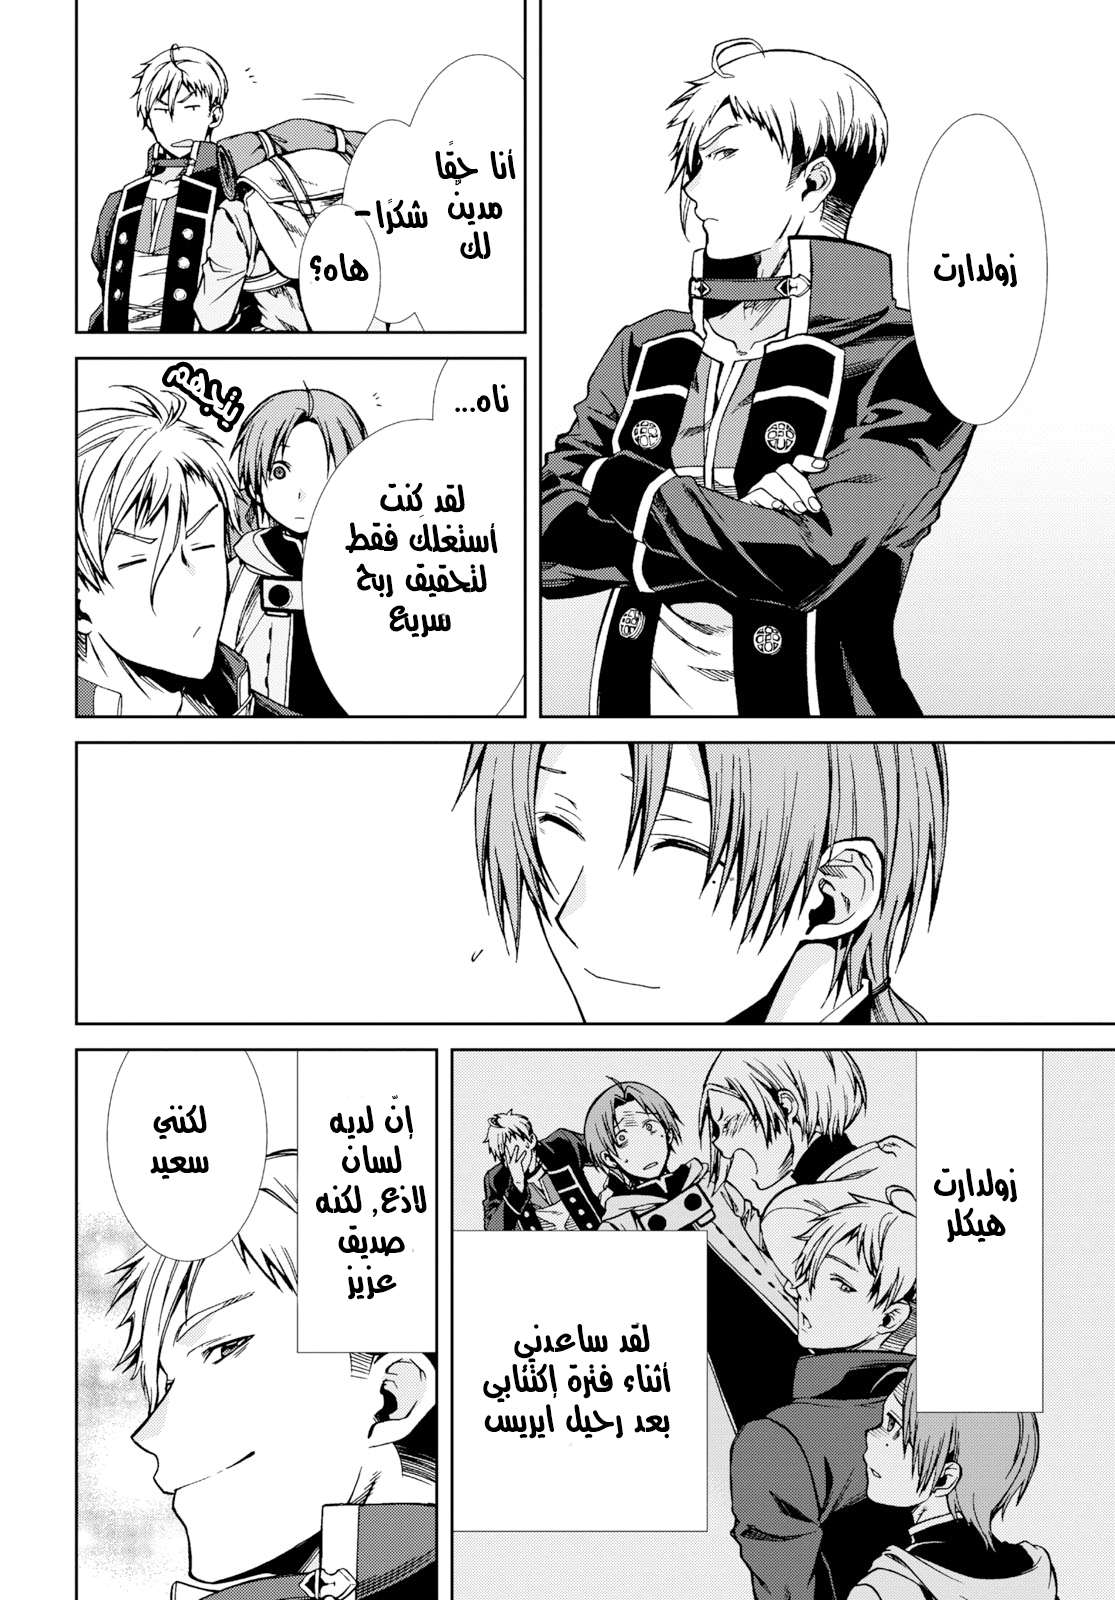 زولدارت
أنا حقًا
مدينٌ
لك
شكرًا-
هاه؟
ناه...
لقد كنت
أستغلك فقط
لتحقيق ربح
سريع
زولدارت
هيكلر
لقد ساعدني
أثناء فترة إكتئابي
بعد رحيل ايريس
إنّ لديه
لسان
لاذع, لكنه
صديق
عزيز
لكنني
سعيد